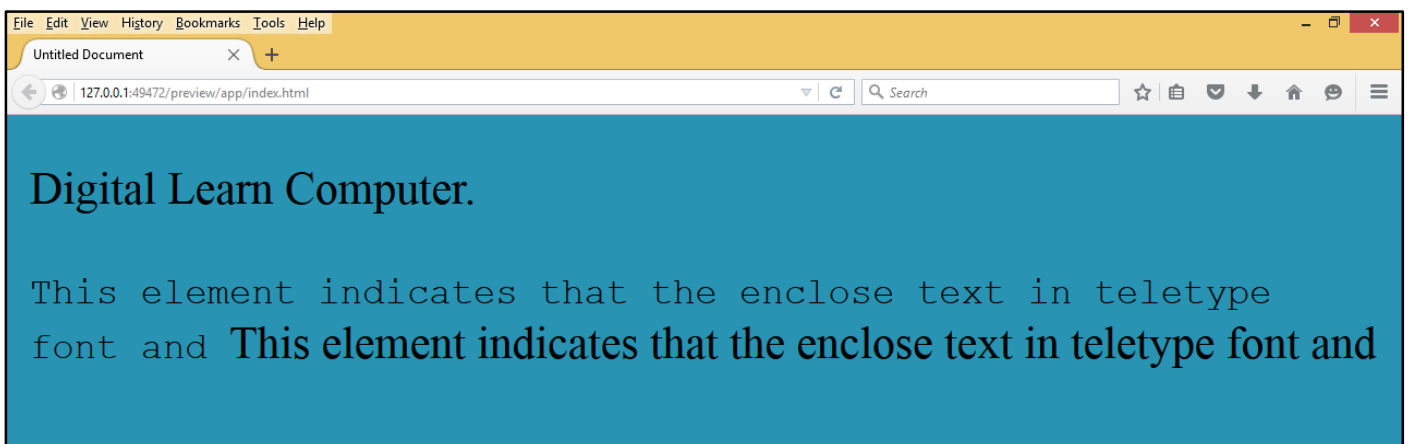 File Edit View History Bookmarks Tools Help
Untitled Document
127.0.0.1:49472/preview/app/index.html
Search
Digital Learn Computer.
This element indicates that the enclose text in teletype
font and This element indicates that the enclose text in teletype font and